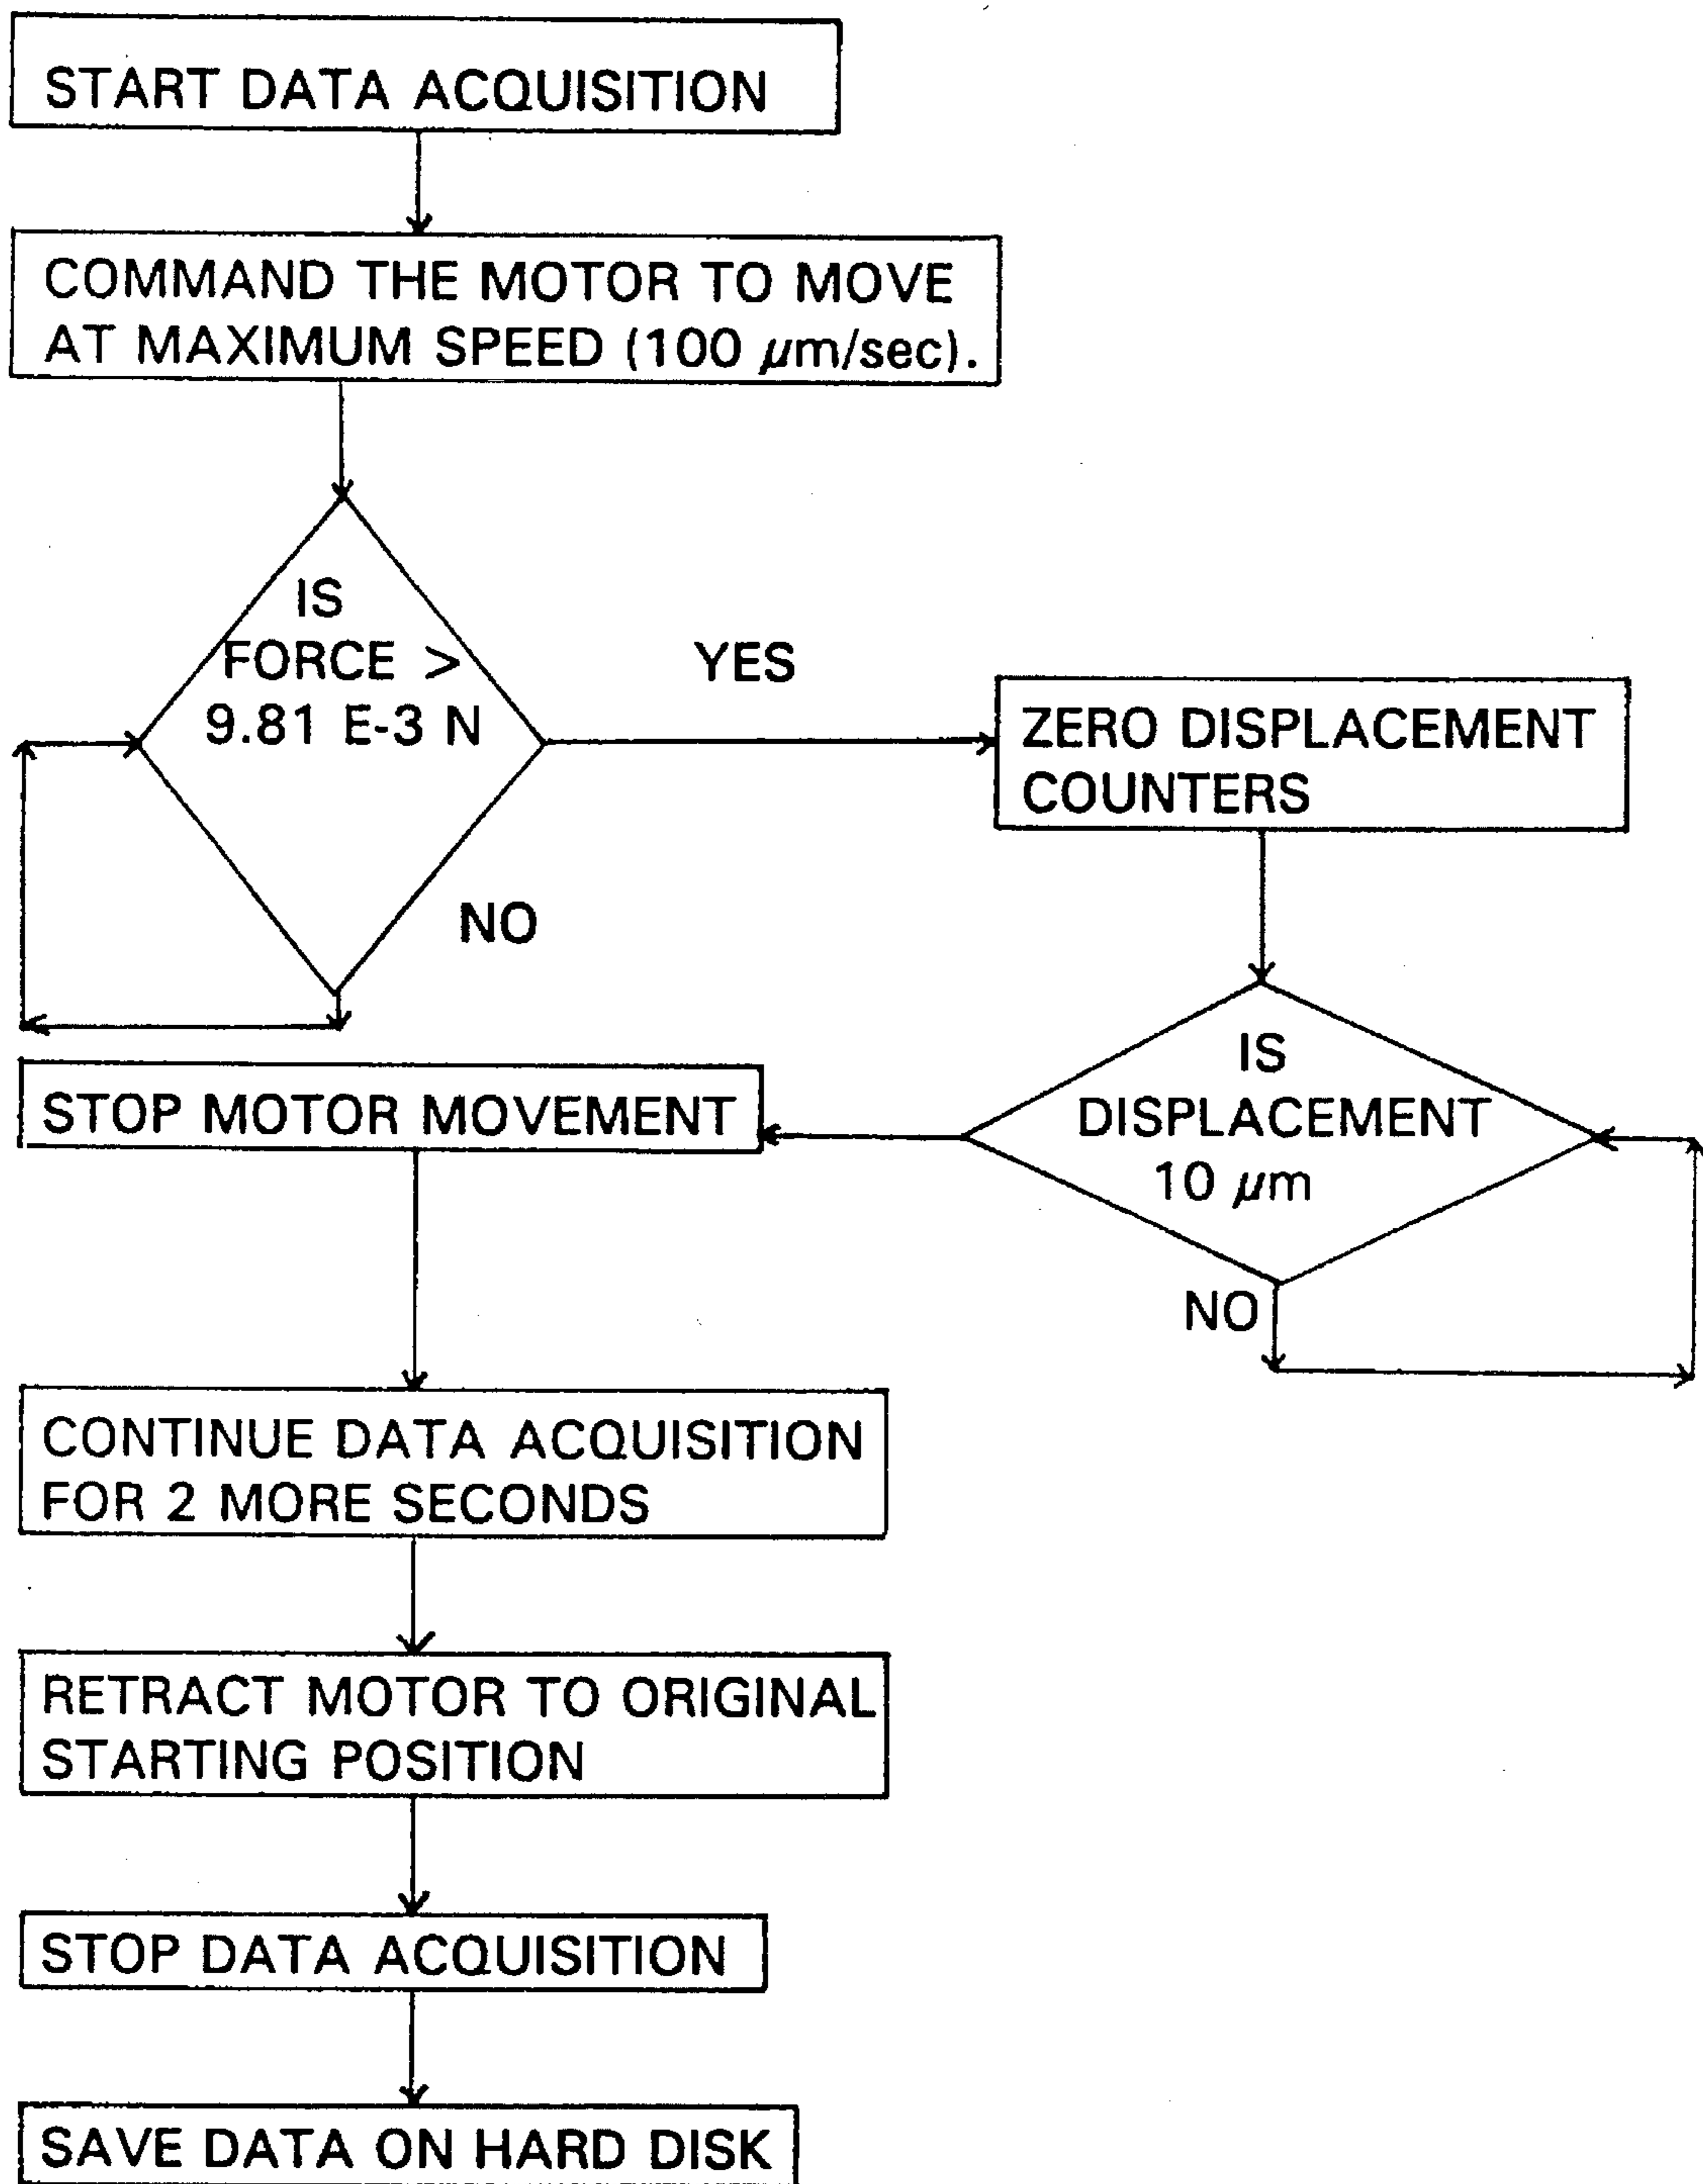 START DATA ACQUISITION
COMMAND THE MOTOR TO MOVE
AT MAXIMUM SPEED (100 μm/sec).
IS
FORCE >
9.81 E-3 N
YES
NO
ZERO DISPLACEMENT
COUNTERS
IS
DISPLACEMENT
10 μm
NO
STOP MOTOR MOVEMENT
CONTINUE DATA ACQUISITION
FOR 2 MORE SECONDS
RETRACT MOTOR TO ORIGINAL
STARTING POSITION
STOP DATA ACQUISITION
SAVE DATA ON HARD DISK